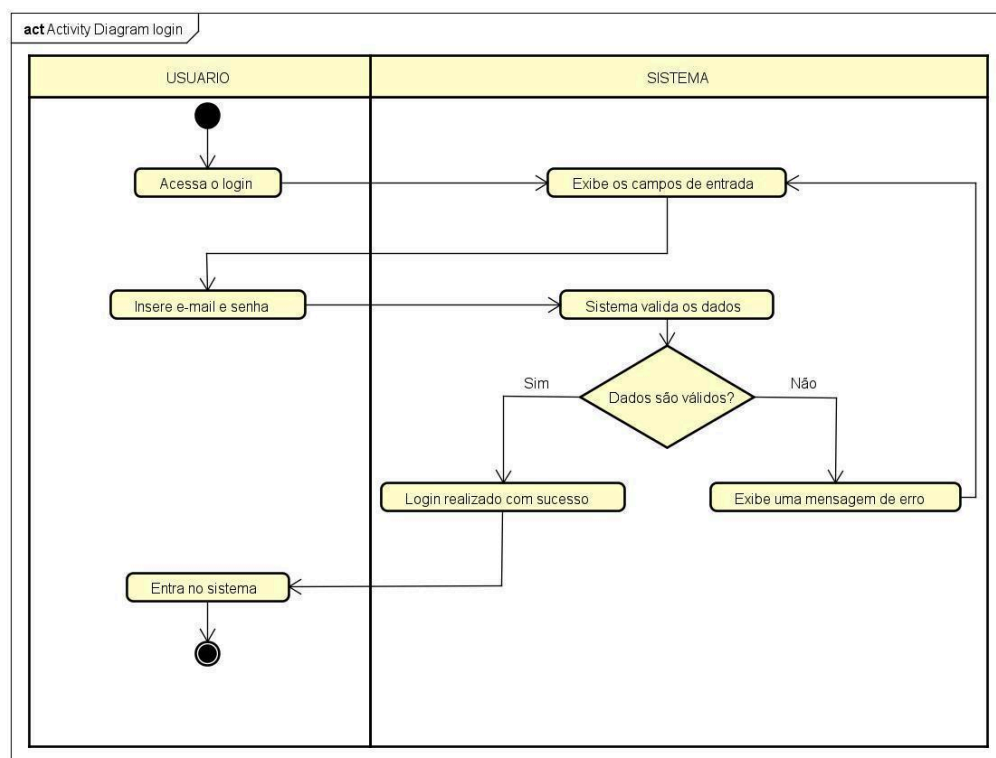 act Activity Diagram login
USUARIO
SISTEMA
Acessa o login
Exibe os campos de entrada
Insere e-mail e senha
Sistema valida os dados
Sim
Dados são válidos?
Não
Login realizado com sucesso
Exibe uma mensagem de erro
Entra no sistema